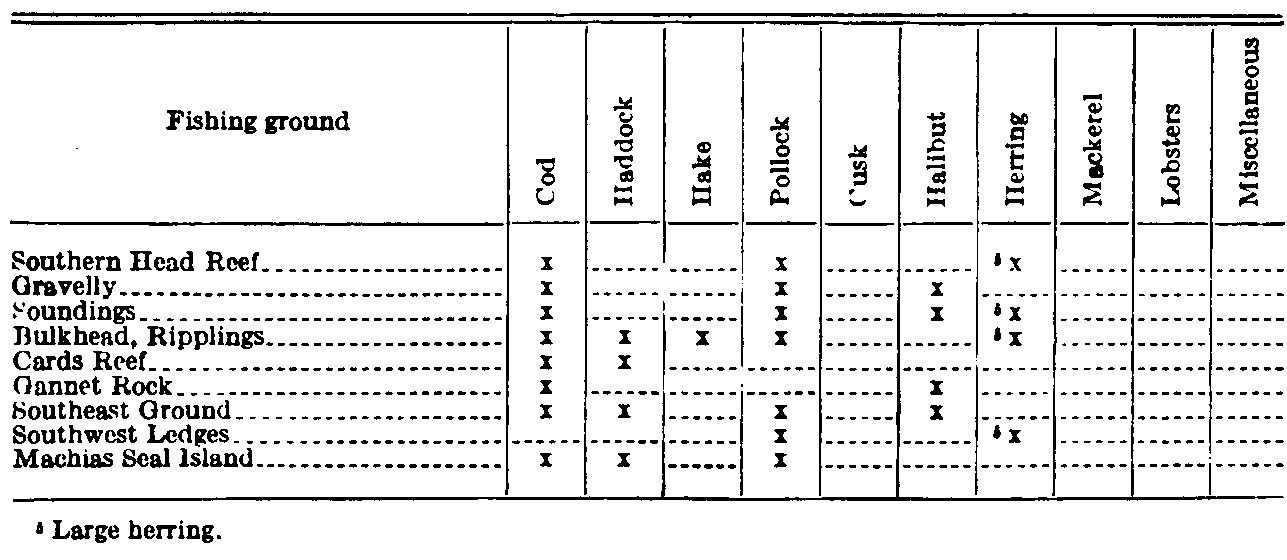 Fishing ground Cod Haddock Hake Pollock Cusk Halibut Herring Mackerel Lobsters Miscellaneous
Southern Head Reef x x ⁵ x
Gravelly x x x
Soundings x x x ⁵ x
Bulkhead, Ripplings x x x x ⁵ x
Cards Reef x x
Gannet Rock x x
Southeast Ground x x x x
Southwest Ledges x ⁵ x
Machias Seal Island x x x
⁵ Large herring.